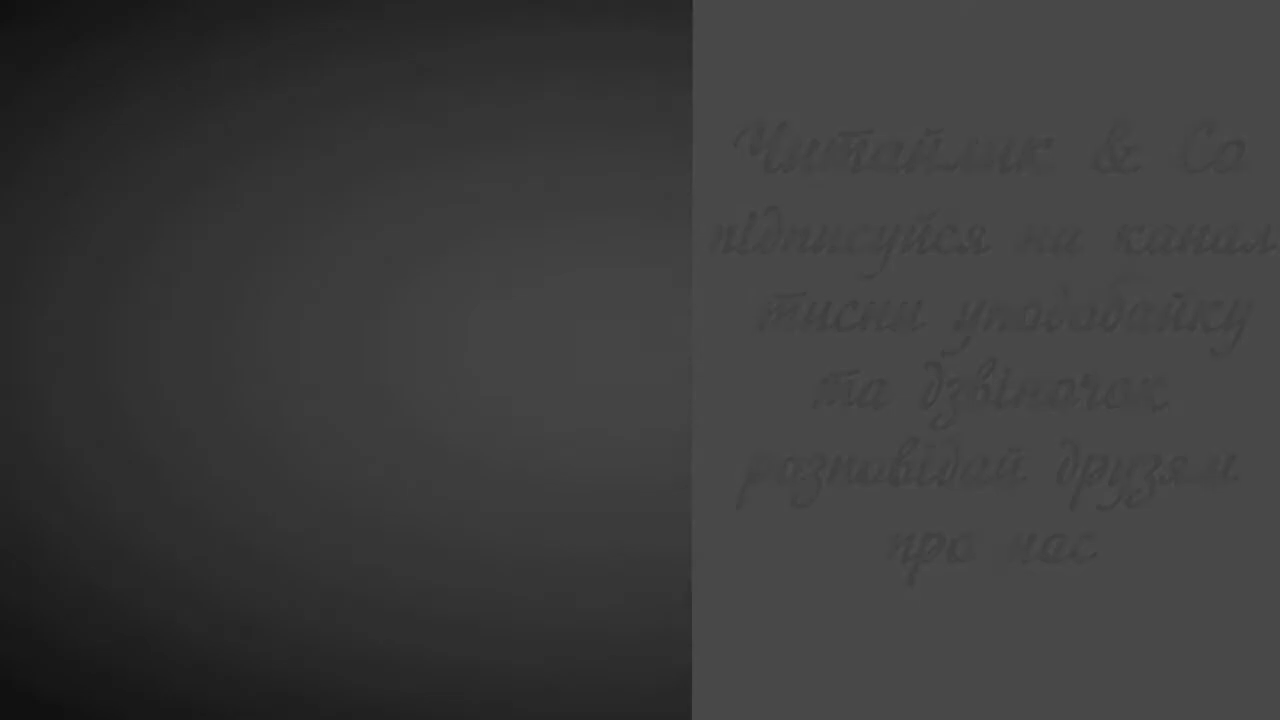 Читайлик & Co
підписуйся на канал
тисни уподобайку
та дзвіночок
розповідай друзям
про нас